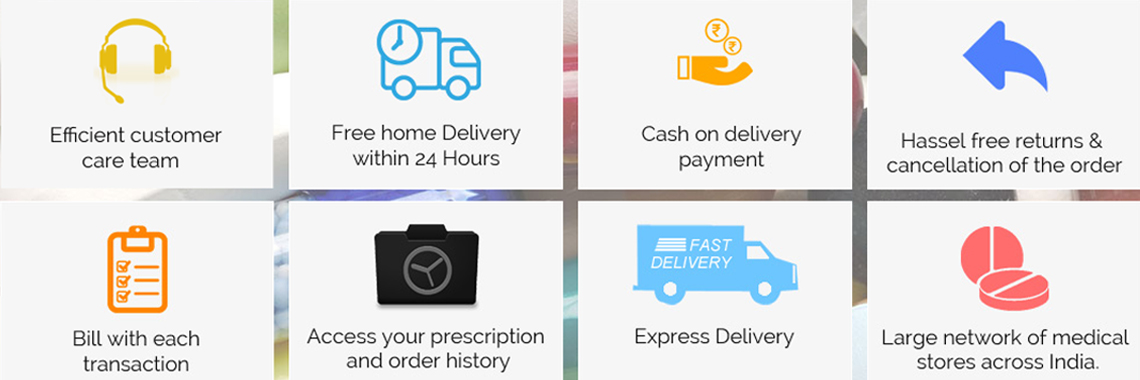 Efficient customer
care team
Free home Delivery
within 24 Hours
Cash on delivery
payment
Hassel free returns &
cancellation of the order
Bill with each
transaction
Access your prescription
and order history
FAST
DELIVERY
Express Delivery
Large network of medical
stores across India.